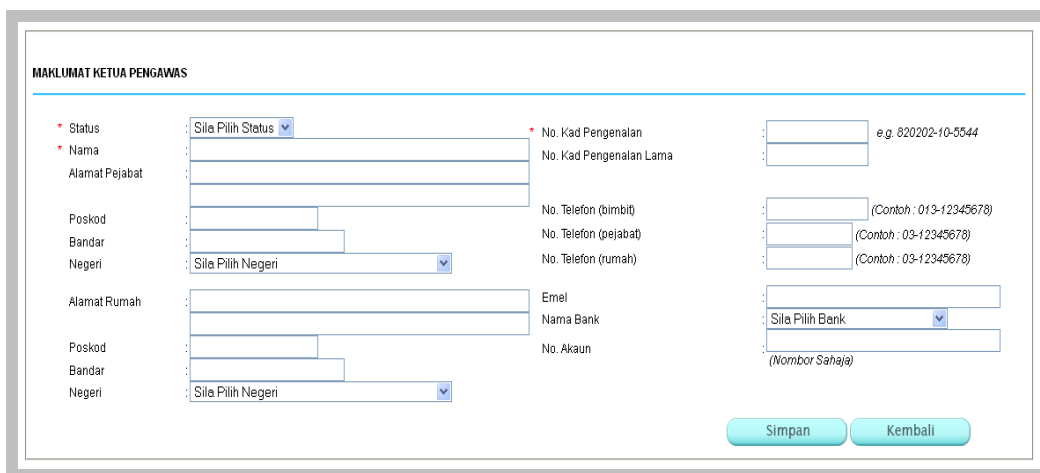 MAKLUMAT KETUA PENGAWAS
* Status : Sila Pilih Status
* Nama :
Alamat Pejabat :
Poskod :
Bandar :
Negeri : Sila Pilih Negeri
Alamat Rumah :
Poskod :
Bandar :
Negeri : Sila Pilih Negeri
* No. Kad Pengenalan : e.g. 820202-10-5544
No. Kad Pengenalan Lama :
No. Telefon (bimbit) : (Contoh : 013-12345678)
No. Telefon (pejabat) : (Contoh : 03-12345678)
No. Telefon (rumah) : (Contoh : 03-12345678)
Emel :
Nama Bank : Sila Pilih Bank
No. Akaun :
(Nombor Sahaja)
Simpan Kembali